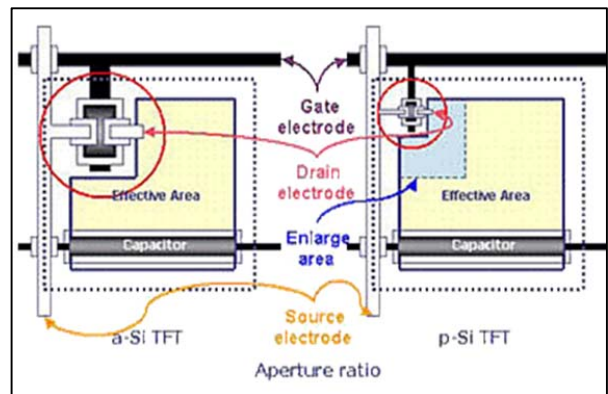 Gate
electrode
Drain
electrode
Effective Area
Effective Area
Enlarge
area
Capacitor
Capacitor
Source
electrode
a-Si TFT
p-Si TFT
Aperture ratio